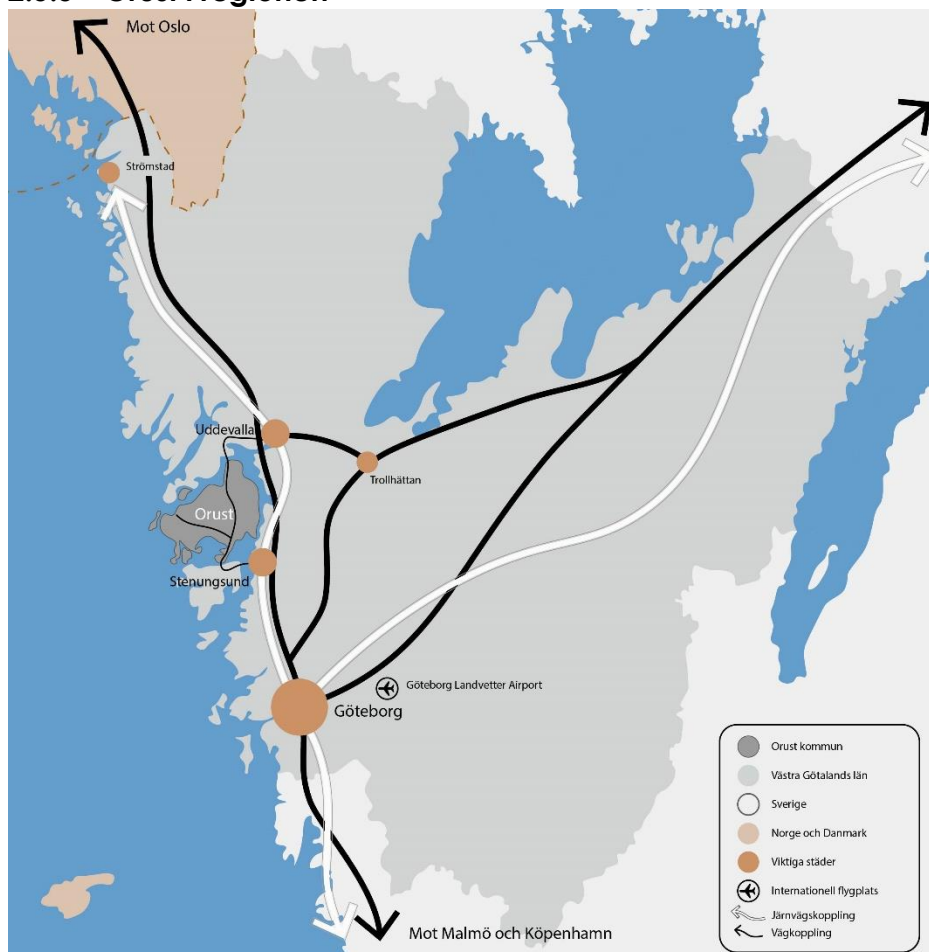 Mot Oslo
Strömstad
Uddevalla
Trollhättan
Orust
Stenungsund
Göteborg Landvetter Airport
Göteborg
Mot Malmö och Köpenhamn
Orust kommun
Västra Götalands län
Sverige
Norge och Danmark
Viktiga städer
Internationell flygplats
Järnvägskoppling
Vägkoppling